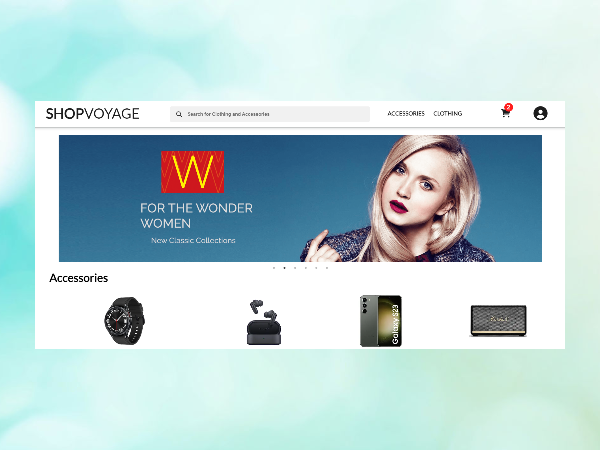 SHOPVOYAGE
Search for Clothing and Accessories
ACCESSORIES CLOTHING
2
W
FOR THE WONDER
WOMEN
New Classic Collections
Accessories
Galaxy S23